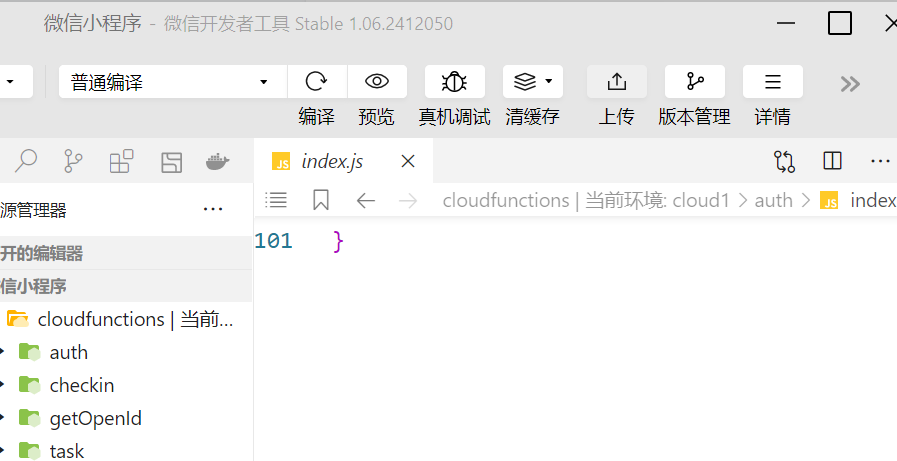 微信小程序 - 微信开发者工具 Stable 1.06.2412050
普通编译
编译 预览 真机调试 清缓存 上传 版本管理 详情
JS index.js
源管理器
cloudfunctions | 当前环境: cloud1 > auth > JS index
开的编辑器
101 }
信小程序
cloudfunctions | 当前...
auth
checkin
getOpenId
task